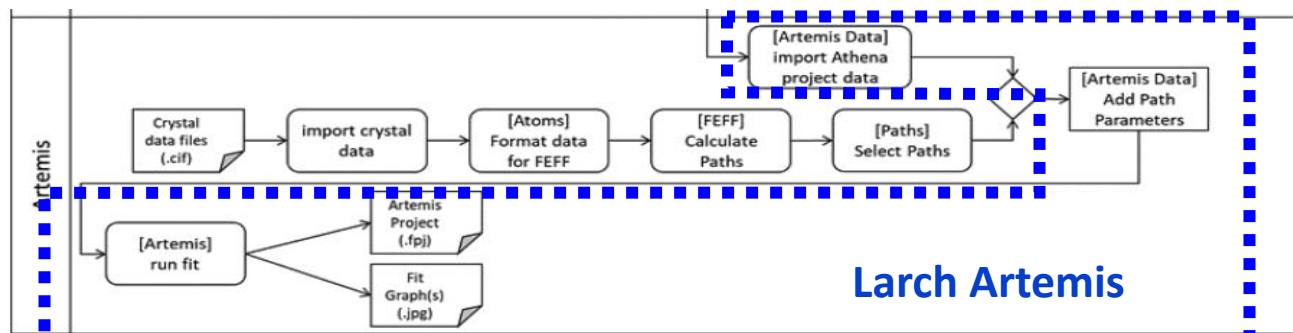 [Artemis Data]
import Athena
project data
[Artemis Data]
Add Path
Parameters
Crystal
data files
(.cif)
import crystal
data
[Atoms]
Format data
for FEFF
[FEFF]
Calculate
Paths
[Paths]
Select Paths
Artemis
Artemis
Project
(.fpj)
[Artemis]
run fit
Fit
Graph(s)
(.jpg)
Larch Artemis